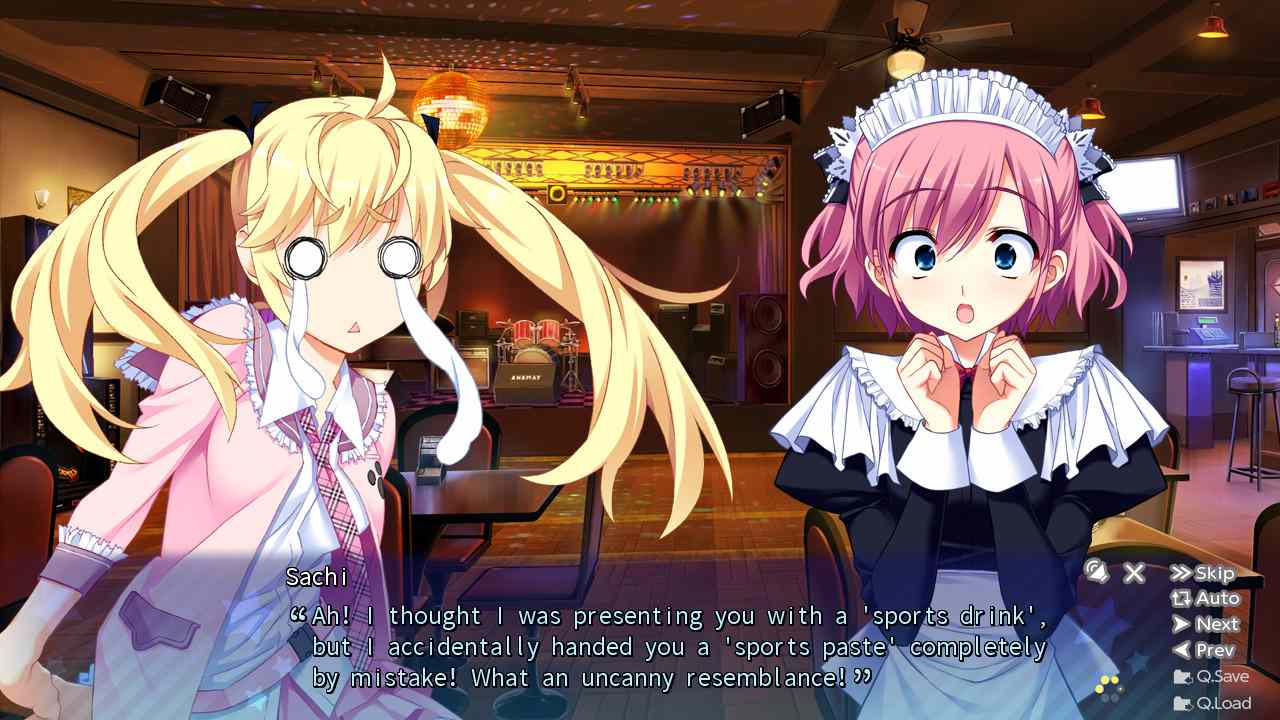 ANAMAY
Sachi
“Ah! I thought I was presenting you with a 'sports drink',
but I accidentally handed you a 'sports paste' completely
by mistake! What an uncanny resemblance!”
Skip
Auto
Next
Prev
Q.Save
Q.Load